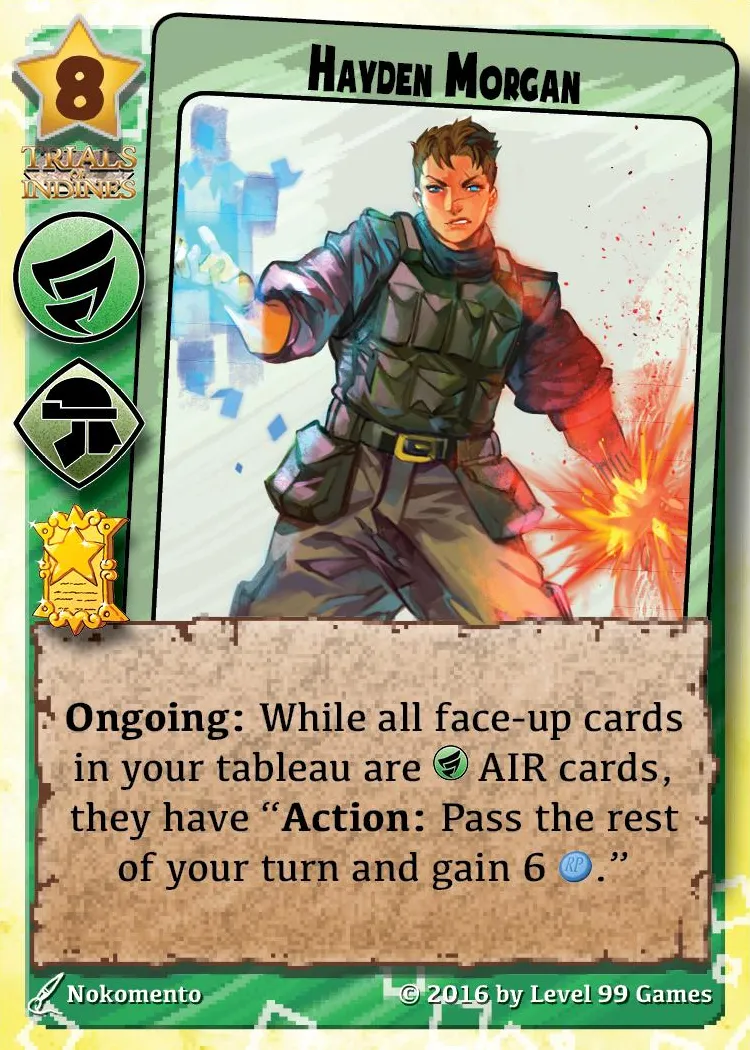 8
HAYDEN MORGAN
TRIALS
OF
INDINES
Ongoing: While all face-up cards
in your tableau are AIR cards,
they have “Action: Pass the rest
of your turn and gain 6 RP.”
Nokomento
© 2016 by Level 99 Games